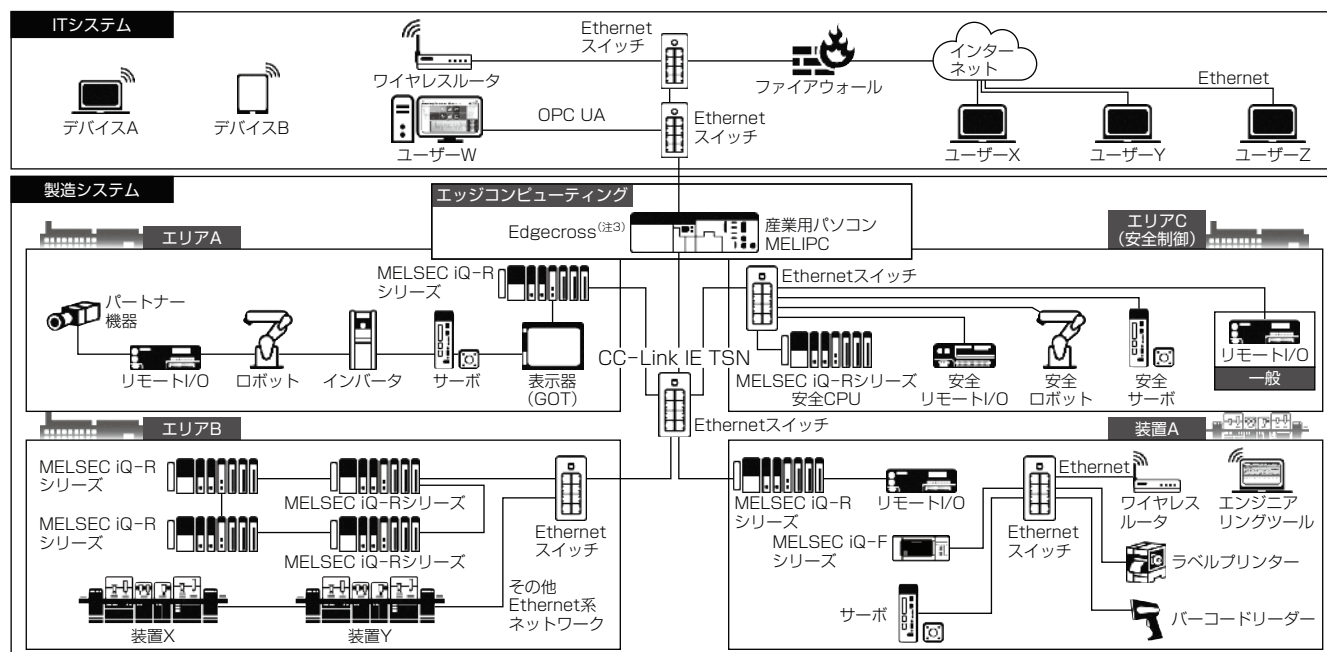 ITシステム
Ethernet
スイッチ
ワイヤレスルータ
ファイアウォール
インター
ネット
Ethernet
デバイスA
デバイスB
OPC UA
Ethernet
スイッチ
ユーザーW
ユーザーX
ユーザーY
ユーザーZ
製造システム
エッジコンピューティング
Edgecross(注3)
産業用パソコン
MELIPC
エリアA
MELSEC iQ-R
シリーズ
パートナー
機器
リモートI/O
ロボット
インバータ
サーボ
表示器
(GOT)
CC-Link IE TSN
Ethernetスイッチ
エリアC
(安全制御)
Ethernetスイッチ
MELSEC iQ-Rシリーズ
安全CPU
安全
リモートI/O
安全
ロボット
安全
サーボ
リモートI/O
一般
エリアB
MELSEC iQ-R
シリーズ
MELSEC iQ-Rシリーズ
MELSEC iQ-R
シリーズ
MELSEC iQ-Rシリーズ
Ethernet
スイッチ
その他
Ethernet系
ネットワーク
装置X
装置Y
装置A
MELSEC iQ-R
シリーズ
リモートI/O
Ethernet
ワイヤレス
ルータ
エンジニア
リングツール
MELSEC iQ-F
シリーズ
Ethernet
スイッチ
ラベルプリンター
サーボ
バーコードリーダー